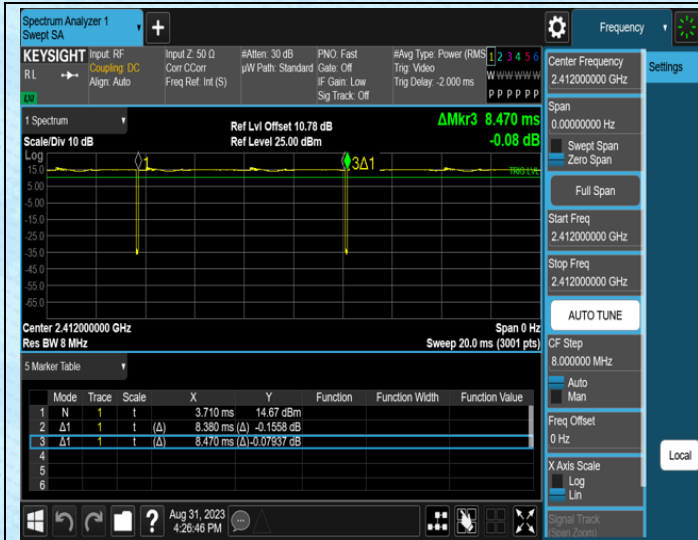 Spectrum Analyzer 1
Swept SA
Frequency
KEYSIGHT
RL
LNI
Input: RF
Coupling: DC
Align: Auto
Input Z: 50 Ω
Corr CCorr
Freq Ref: Int (S)
#Atten: 30 dB
µW Path: Standard
PNO: Fast
Gate: Off
IF Gain: Low
Sig Track: Off
#Avg Type: Power (RMS
Trig: Video
Trig Delay: -2.000 ms
1 2 3 4 5 6
W W W W W W
P P P P P P
1 Spectrum
Scale/Div 10 dB
Ref Lvl Offset 10.78 dB
Ref Level 25.00 dBm
ΔMkr3 8.470 ms
-0.08 dB
Log
15.0
5.00
-5.00
-15.0
-25.0
-35.0
-45.0
-55.0
-65.0
1
3Δ1
TRIG LVL
Center 2.412000000 GHz
Res BW 8 MHz
Span 0 Hz
Sweep 20.0 ms (3001 pts)
5 Marker Table
Mode Trace Scale X Y Function Function Width Function Value
1 N 1 t 3.710 ms 14.67 dBm
2 Δ1 1 t (Δ) 8.380 ms (Δ) -0.1558 dB
3 Δ1 1 t (Δ) 8.470 ms (Δ) -0.07937 dB
4
5
6
?
Aug 31, 2023
4:26:46 PM
Center Frequency
2.412000000 GHz
Span
0.00000000 Hz
Swept Span
Zero Span
Full Span
Start Freq
2.412000000 GHz
Stop Freq
2.412000000 GHz
AUTO TUNE
CF Step
8.000000 MHz
Auto
Man
Freq Offset
0 Hz
X Axis Scale
Log
Lin
Signal Track
(Span Zoom)
Settings
Local